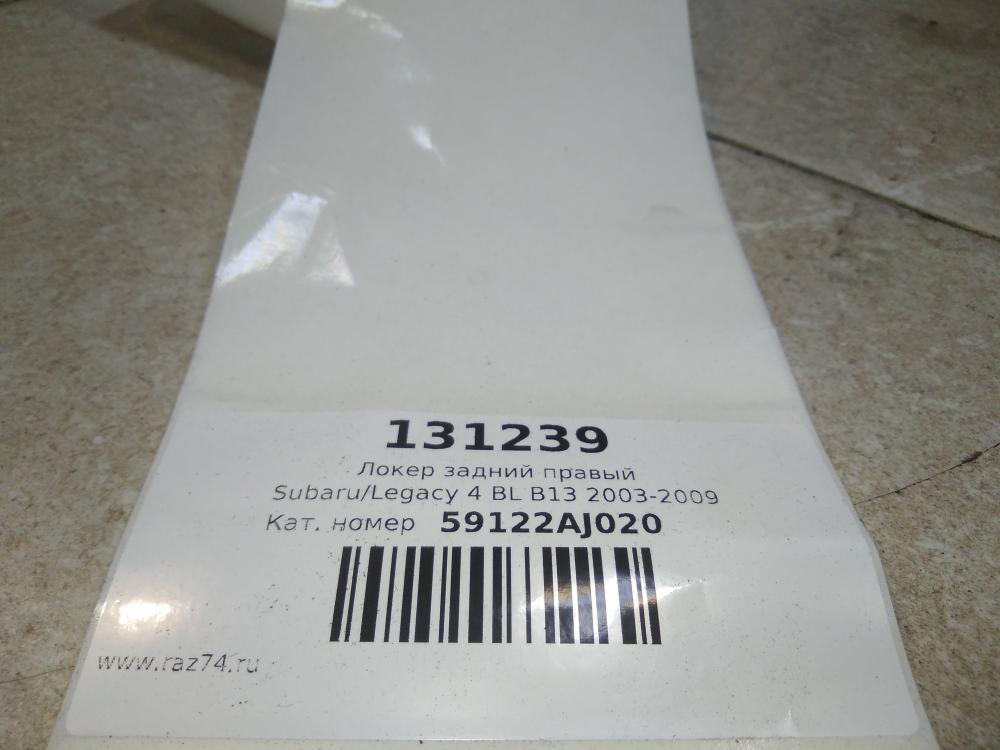 131239
Локер задний правый
Subaru/Legacy 4 BL B13 2003-2009
Кат. номер 59122AJ020
www.raz74.ru